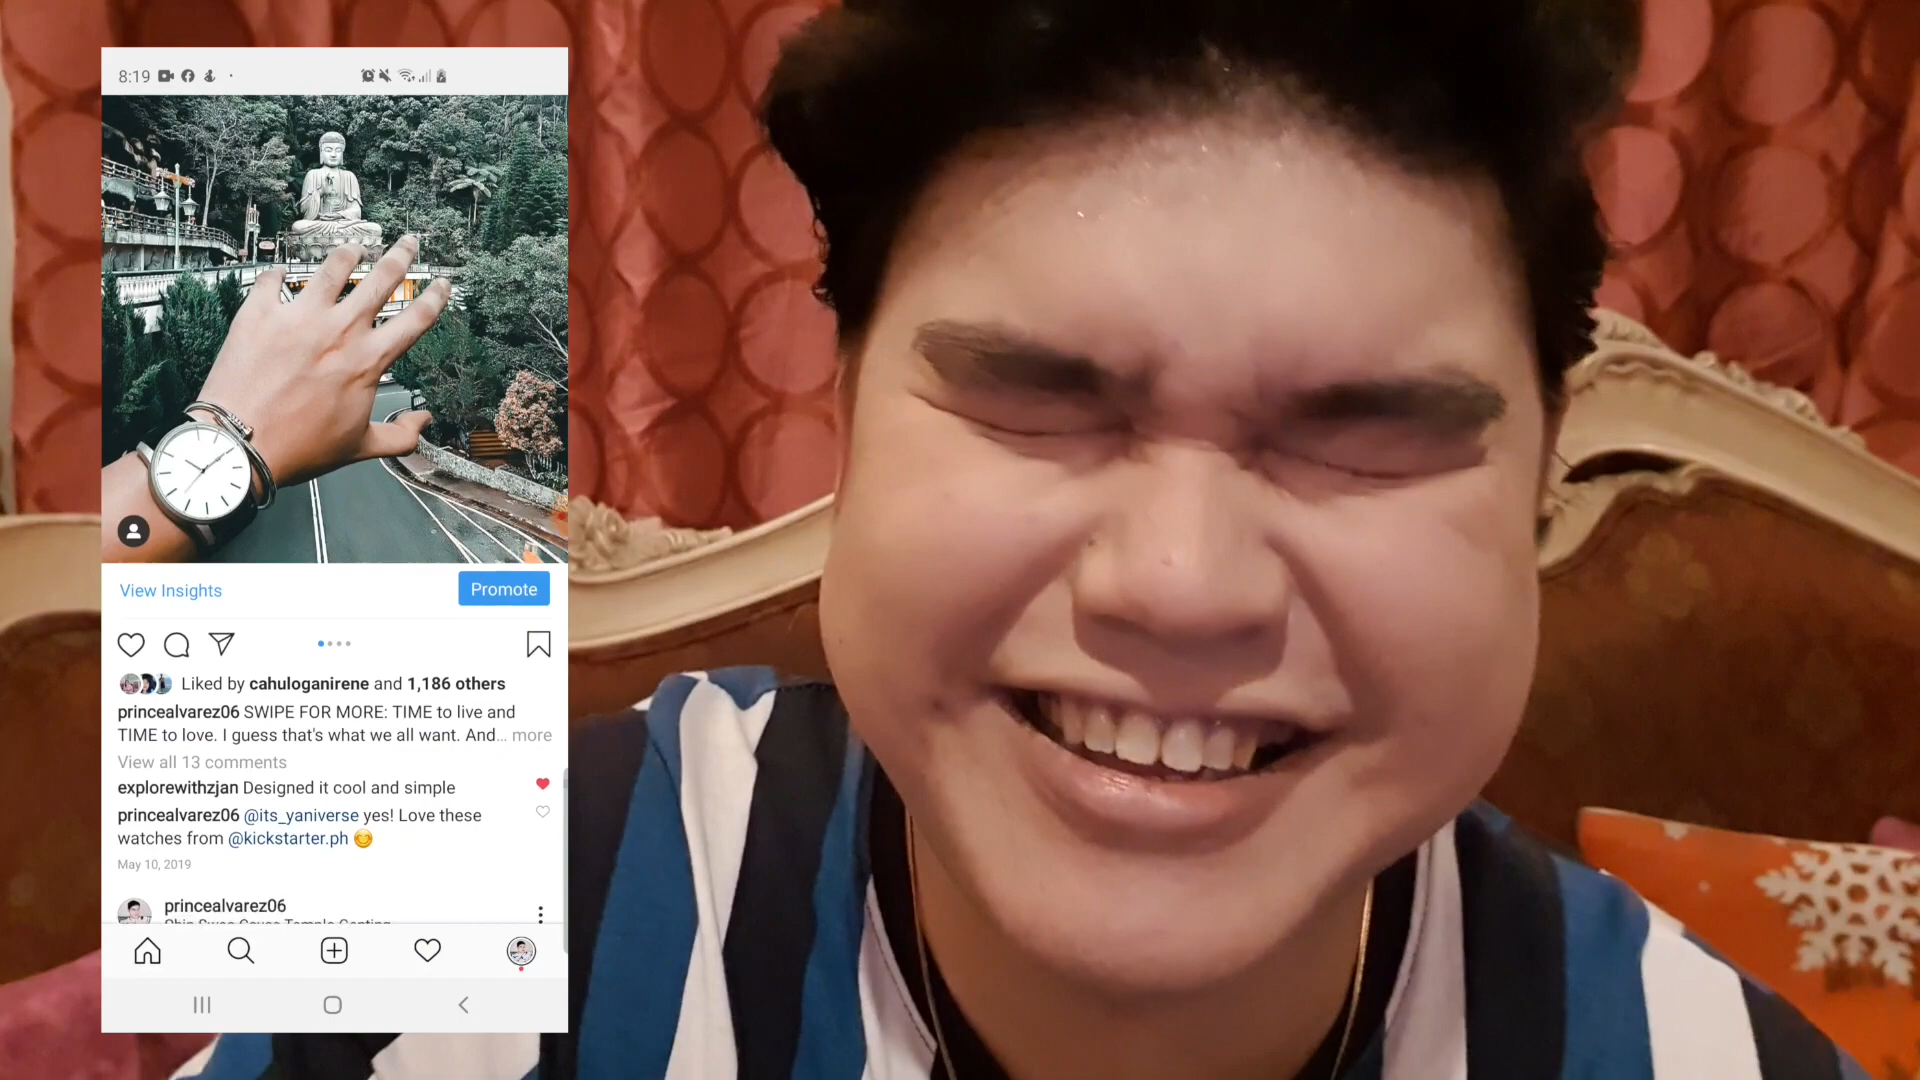 8:19
View Insights
Promote
Liked by cahuloganirene and 1,186 others
princealvarez06 SWIPE FOR MORE: TIME to live and
TIME to love. I guess that's what we all want. And... more
View all 13 comments
explorewithzjan Designed it cool and simple
princealvarez06 @its_yaniverse yes! Love these
watches from @kickstarter.ph 😊
May 10, 2019
princealvarez06